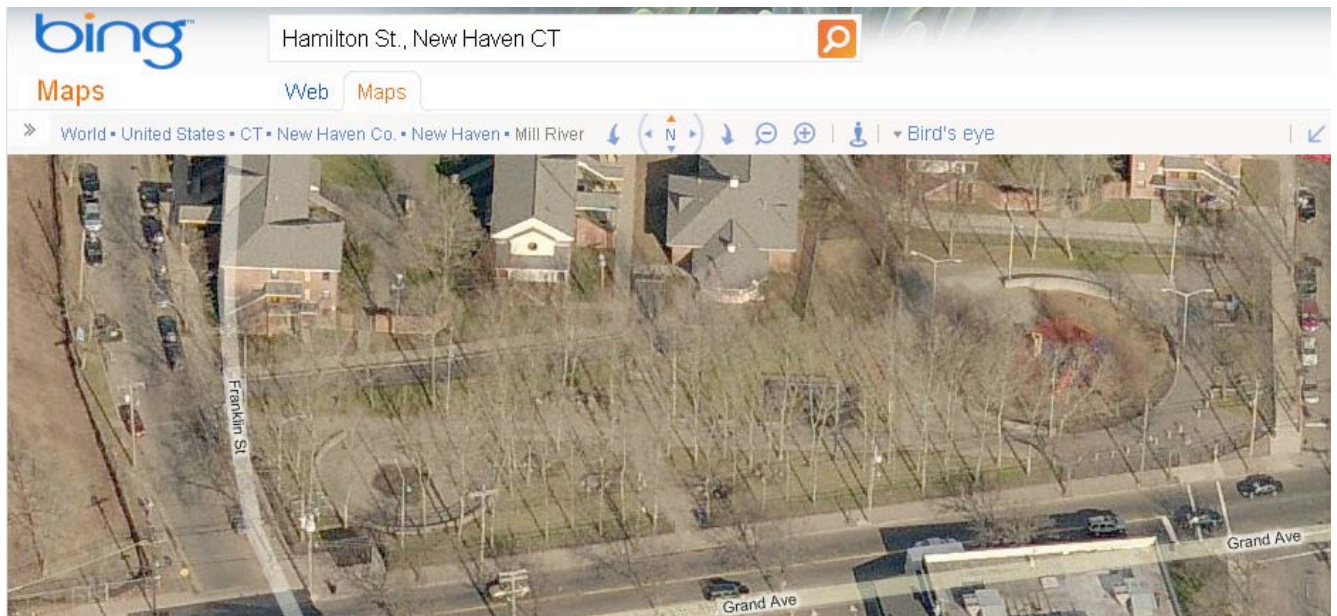 bing™
Hamilton St., New Haven CT
Maps
Web
Maps
» World • United States • CT • New Haven Co. • New Haven • Mill River
N
Bird's eye
Franklin St
Grand Ave
Grand Ave